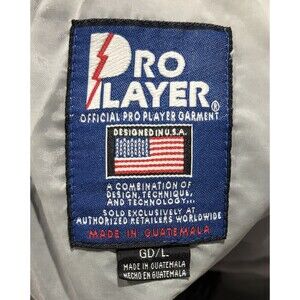 PRO
PLAYER®
OFFICIAL PRO PLAYER GARMENT
DESIGNED IN U.S.A.
A COMBINATION OF
DESIGN, TECHNIQUE,
AND TECHNOLOGY...
SOLD EXCLUSIVELY AT
AUTHORIZED RETAILERS WORLDWIDE
MADE IN GUATEMALA
GD/L
MADE IN GUATEMALA
HECHO EN GUATEMALA